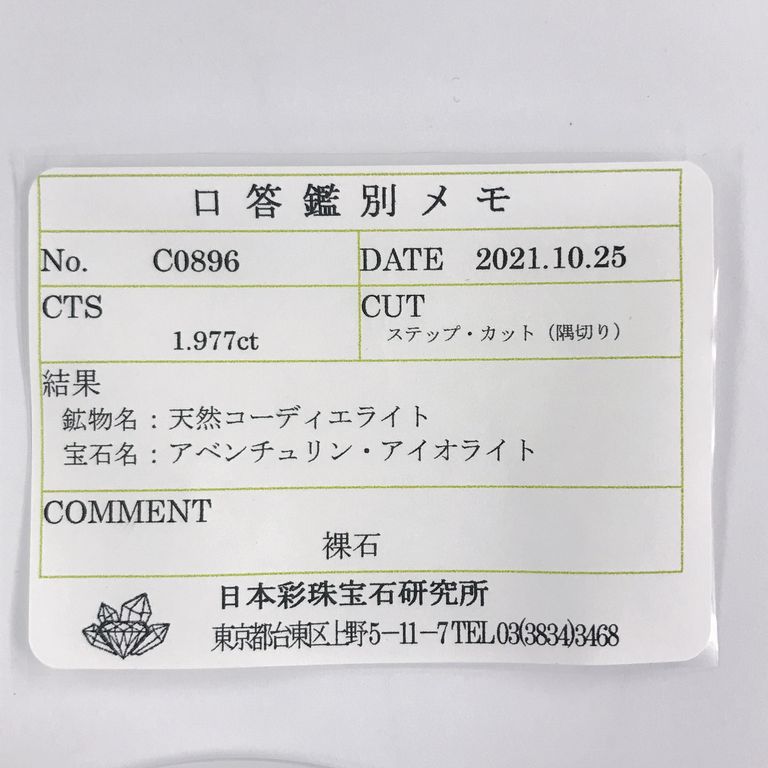 口答鑑別メモ
No. C0896 DATE 2021.10.25
CTS CUT
1.977ct ステップ・カット（隅切り）
結果
鉱物名：天然コーディエライト
宝石名：アベンチュリン・アイオライト
COMMENT
裸石
日本彩珠宝石研究所
東京都台東区上野5－11－7 TEL 03(3834)3468